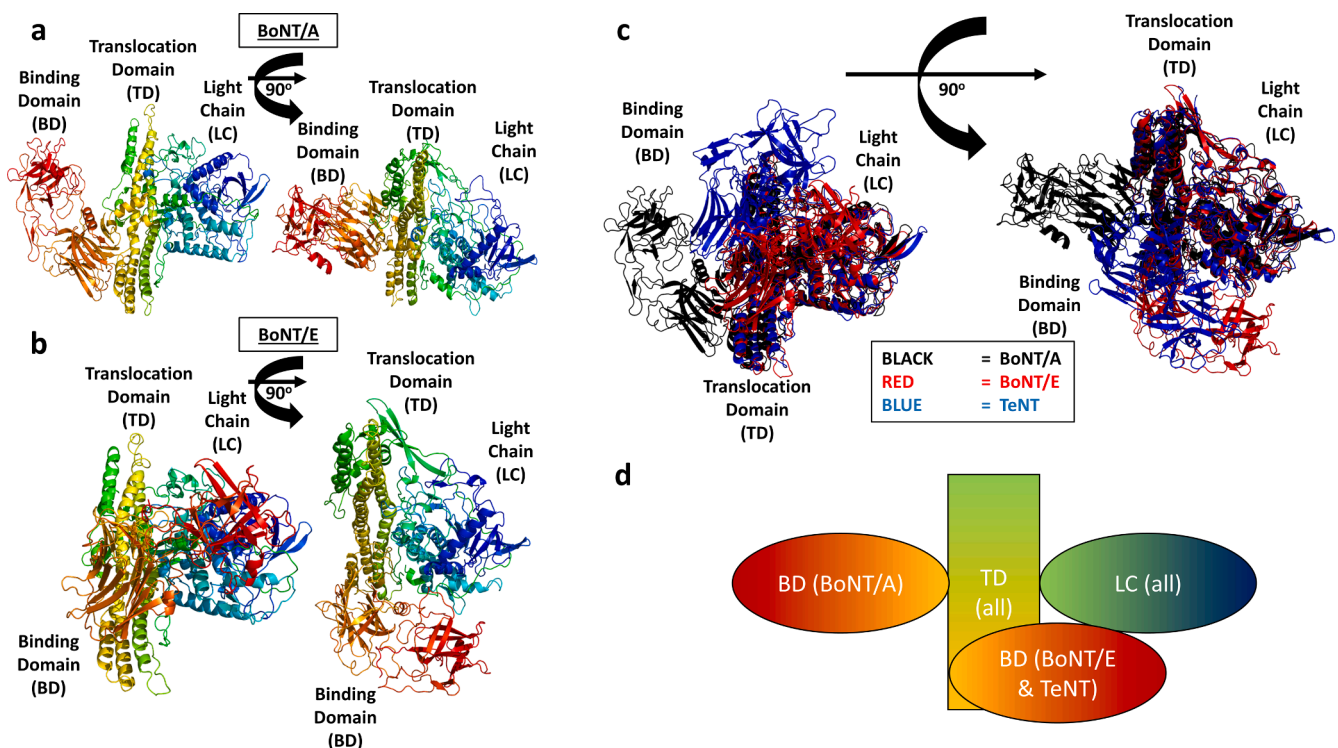 a
BoNT/A
Translocation
Domain
(TD)
Binding
Domain
(BD)
Light
Chain
(LC)
90°
Translocation
Domain
(TD)
Binding
Domain
(BD)
Light
Chain
(LC)
b
BoNT/E
Translocation
Domain
(TD)
Light
Chain
(LC)
90°
Translocation
Domain
(TD)
Light
Chain
(LC)
Binding
Domain
(BD)
Binding
Domain
(BD)
c
90°
Binding
Domain
(BD)
Light
Chain
(LC)
Translocation
Domain
(TD)
Translocation
Domain
(TD)
Light
Chain
(LC)
Binding
Domain
(BD)
BLACK = BoNT/A
RED = BoNT/E
BLUE = TeNT
d
BD (BoNT/A)
TD
(all)
LC (all)
BD (BoNT/E
& TeNT)